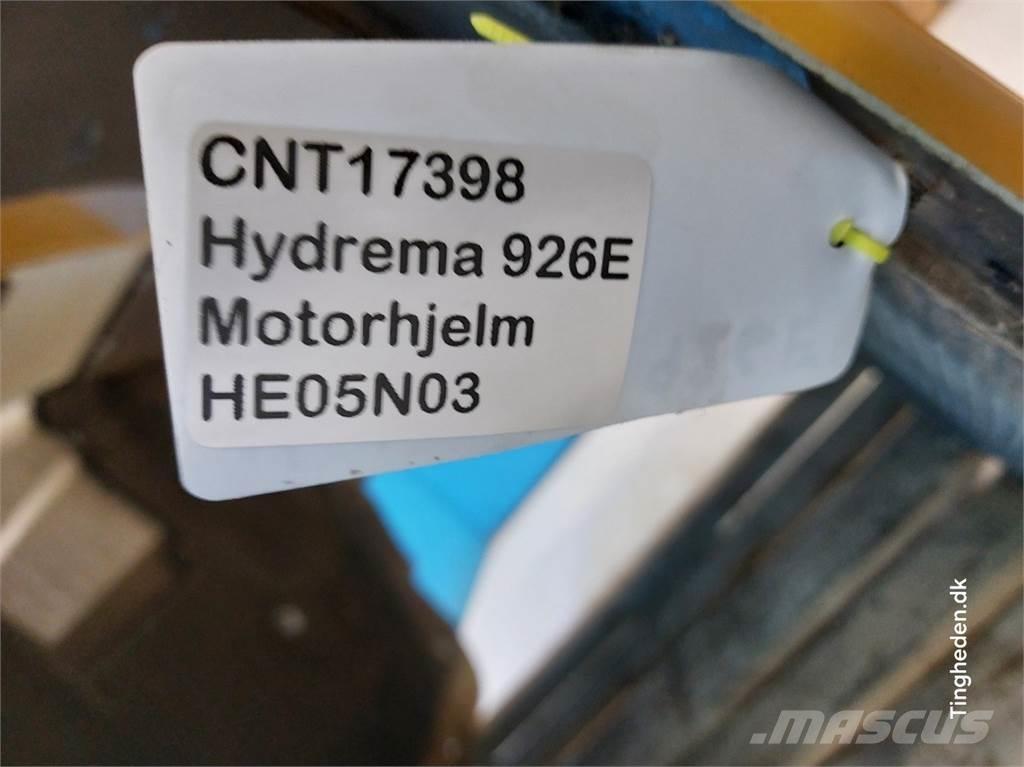 CNT17398
Hydrema 926E
Motorhjelm
HE05N03
Tingheden.dk
MASCUS